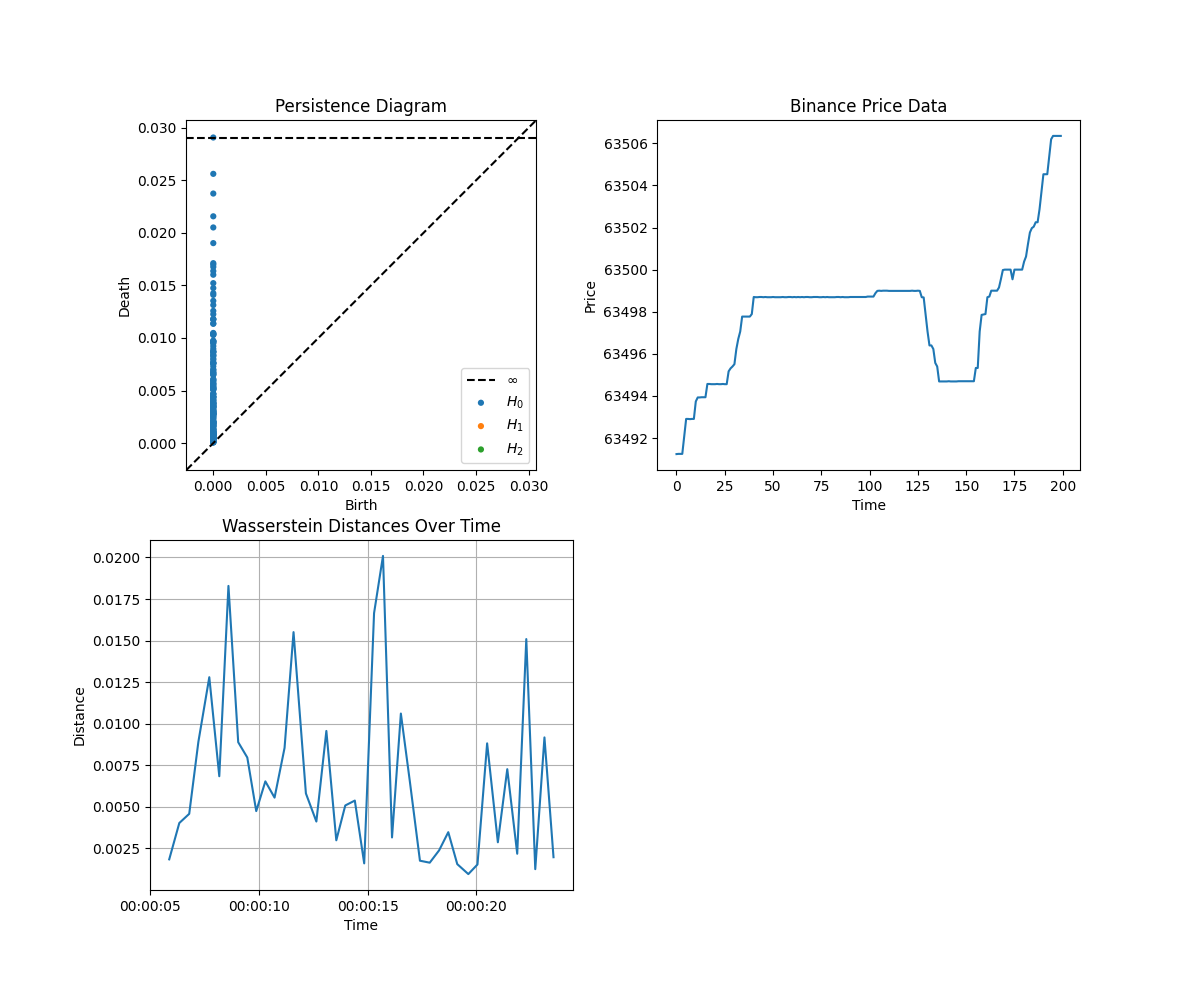 Persistence Diagram
0.030
0.025
0.020
0.015
0.010
0.005
0.000
Death
0.000 0.005 0.010 0.015 0.020 0.025 0.030
Birth
∞
H₀
H₁
H₂
Binance Price Data
63506
63504
63502
63500
63498
63496
63494
63492
Price
0 25 50 75 100 125 150 175 200
Time
Wasserstein Distances Over Time
0.0200
0.0175
0.0150
0.0125
0.0100
0.0075
0.0050
0.0025
Distance
00:00:05 00:00:10 00:00:15 00:00:20
Time